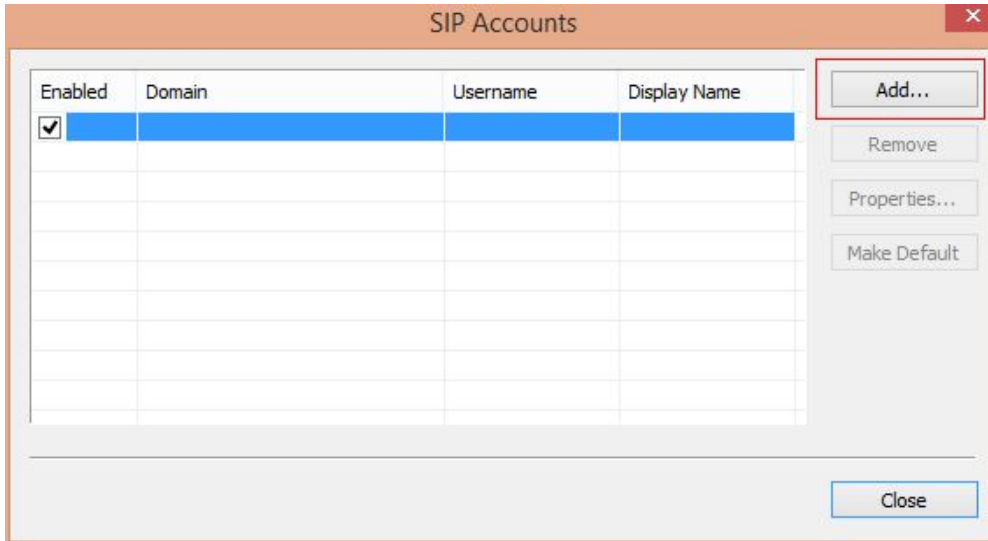 SIP Accounts
Enabled Domain Username Display Name
Add...
Remove
Properties...
Make Default
Close